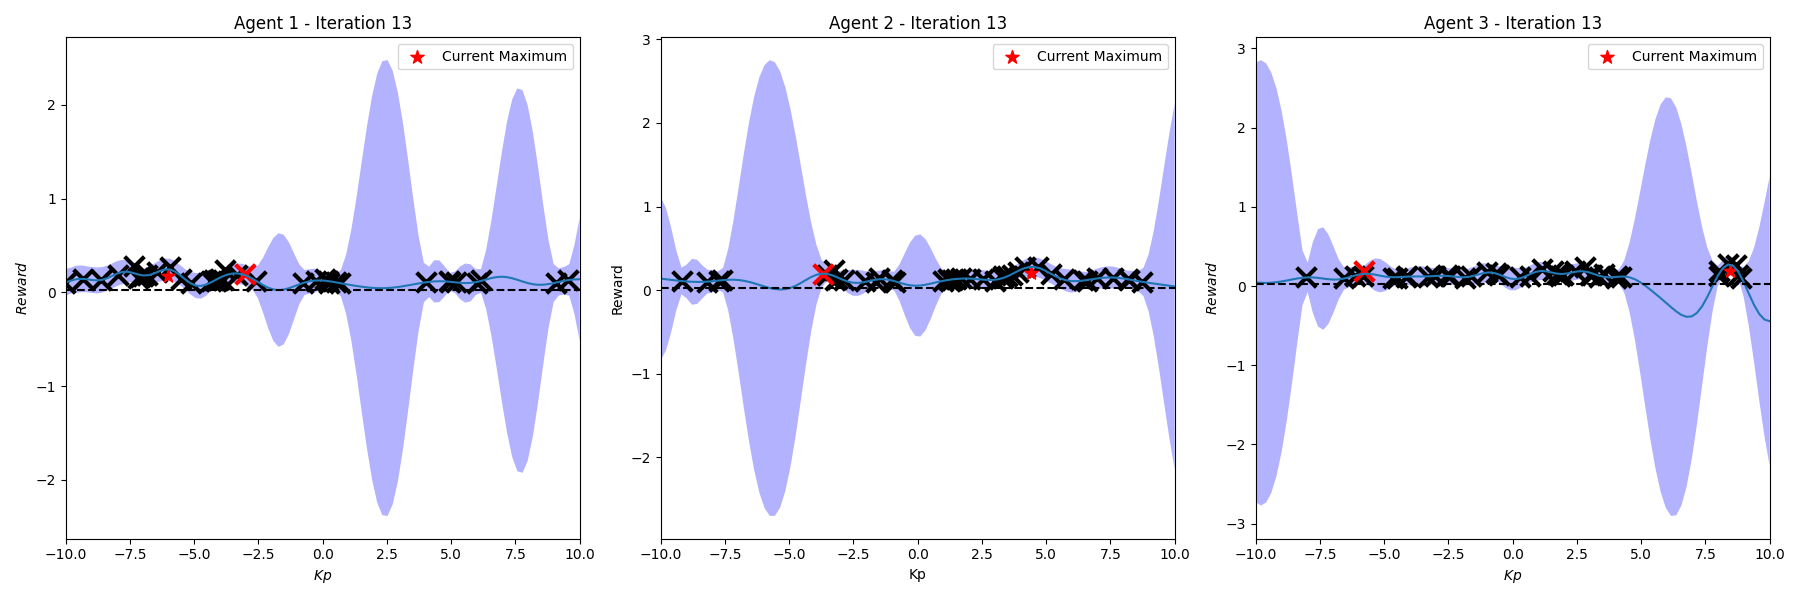 Agent 1 - Iteration 13
Current Maximum
Reward
2
1
0
−1
−2
−10.0 −7.5 −5.0 −2.5 0.0 2.5 5.0 7.5 10.0
Kp
Agent 2 - Iteration 13
Current Maximum
Reward
3
2
1
0
−1
−2
−10.0 −7.5 −5.0 −2.5 0.0 2.5 5.0 7.5 10.0
Kp
Agent 3 - Iteration 13
Current Maximum
Reward
3
2
1
0
−1
−2
−3
−10.0 −7.5 −5.0 −2.5 0.0 2.5 5.0 7.5 10.0
Kp